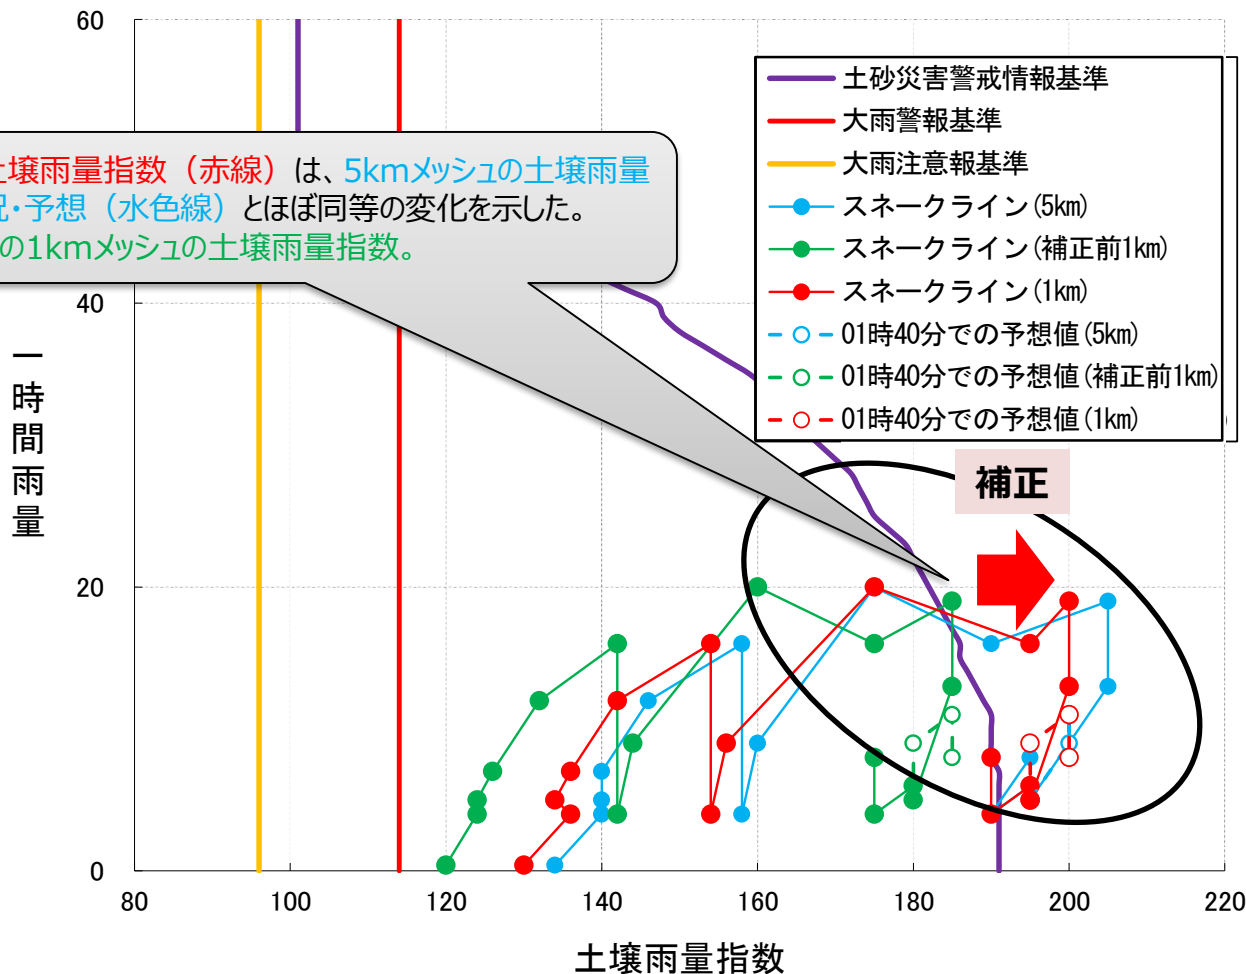 60
40
20
0
80
100
120
140
160
180
200
220
一時間雨量
土壌雨量指数
土砂災害警戒情報基準
大雨警報基準
大雨注意報基準
スネークライン(5km)
スネークライン(補正前1km)
スネークライン(1km)
01時40分での予想値(5km)
01時40分での予想値(補正前1km)
01時40分での予想値(1km)
土壌雨量指数（赤線）は、5kmメッシュの土壌雨量
・予想（水色線）とほぼ同等の変化を示した。
の1kmメッシュの土壌雨量指数。
補正